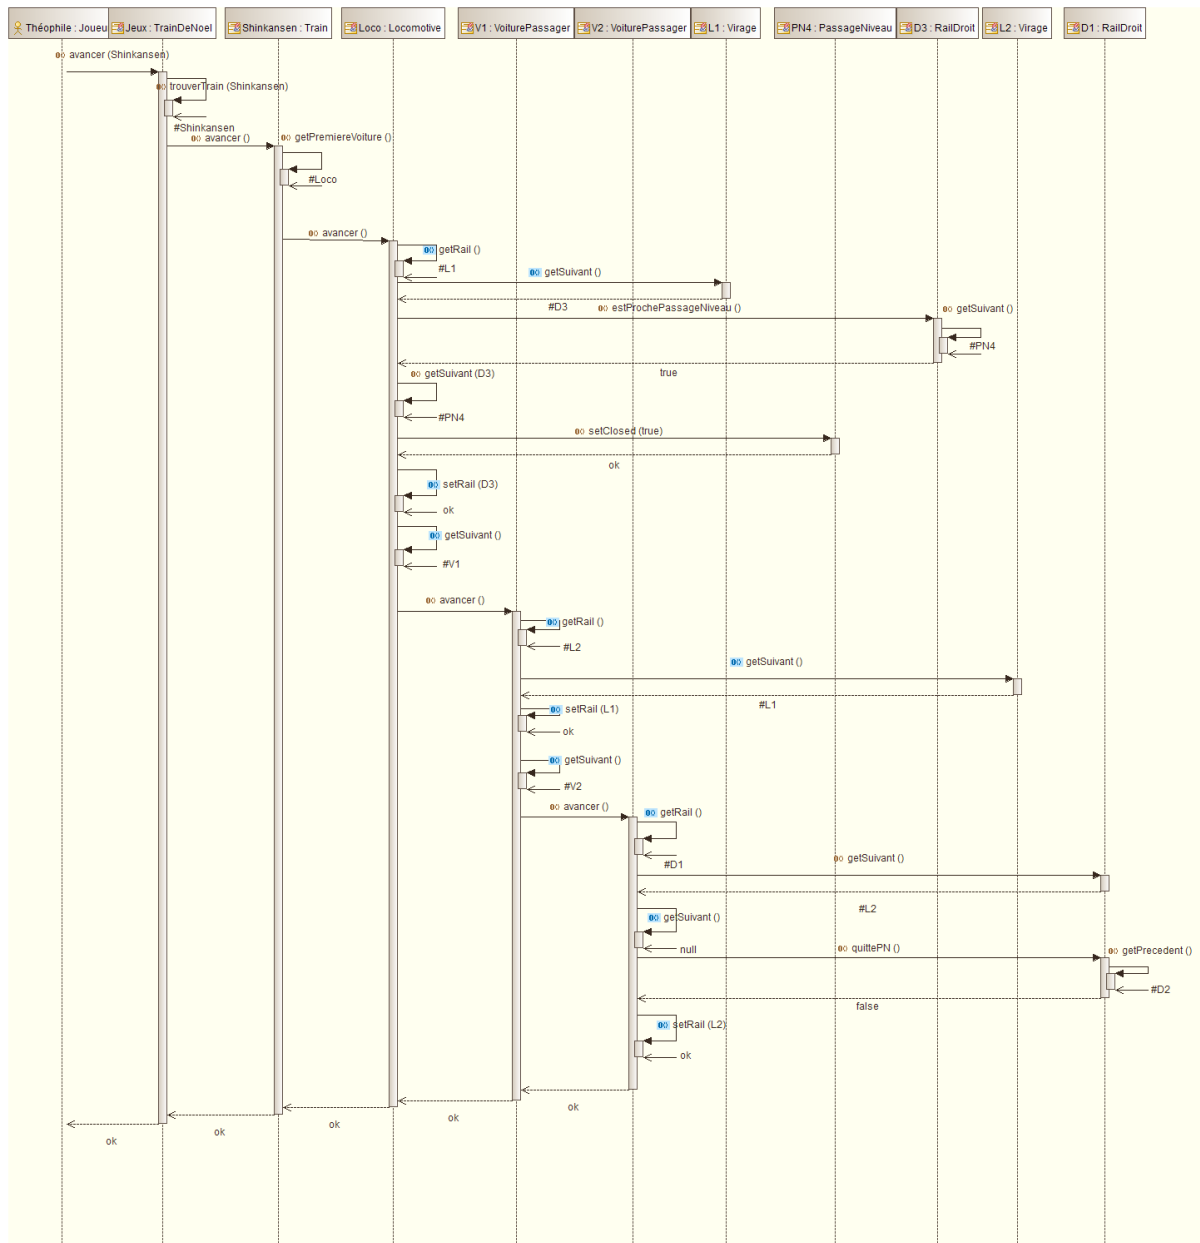 Théophile : Joueu
Jeux : TrainDeNoel
Shinkansen : Train
Loco : Locomotive
V1 : VoiturePassager
V2 : VoiturePassager
L1 : Virage
PN4 : PassageNiveau
D3 : RailDroit
L2 : Virage
D1 : RailDroit
avancer (Shinkansen)
trouverTrain (Shinkansen)
#Shinkansen
avancer ()
getPremiereVoiture ()
#Loco
avancer ()
getRail ()
#L1
getSuivant ()
#D3
estProchePassageNiveau ()
getSuivant ()
#PN4
true
getSuivant (D3)
#PN4
setClosed (true)
ok
setRail (D3)
ok
getSuivant ()
#V1
avancer ()
getRail ()
#L2
getSuivant ()
#L1
setRail (L1)
ok
getSuivant ()
#V2
avancer ()
getRail ()
#D1
getSuivant ()
#L2
getSuivant ()
null
quittePN ()
getPrecedent ()
#D2
false
setRail (L2)
ok
ok
ok
ok
ok
ok